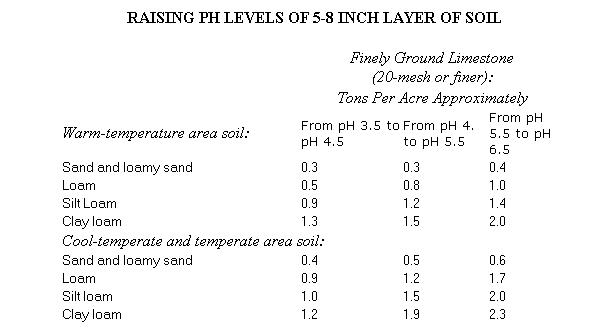 RAISING PH LEVELS OF 5-8 INCH LAYER OF SOIL
Finely Ground Limestone
(20-mesh or finer):
Tons Per Acre Approximately
Warm-temperature area soil: From pH 3.5 to pH 4.5 From pH 4. to pH 5.5 From pH 5.5 to pH 6.5
Sand and loamy sand 0.3 0.3 0.4
Loam 0.5 0.8 1.0
Silt Loam 0.9 1.2 1.4
Clay loam 1.3 1.5 2.0
Cool-temperate and temperate area soil:
Sand and loamy sand 0.4 0.5 0.6
Loam 0.9 1.2 1.7
Silt loam 1.0 1.5 2.0
Clay loam 1.2 1.9 2.3